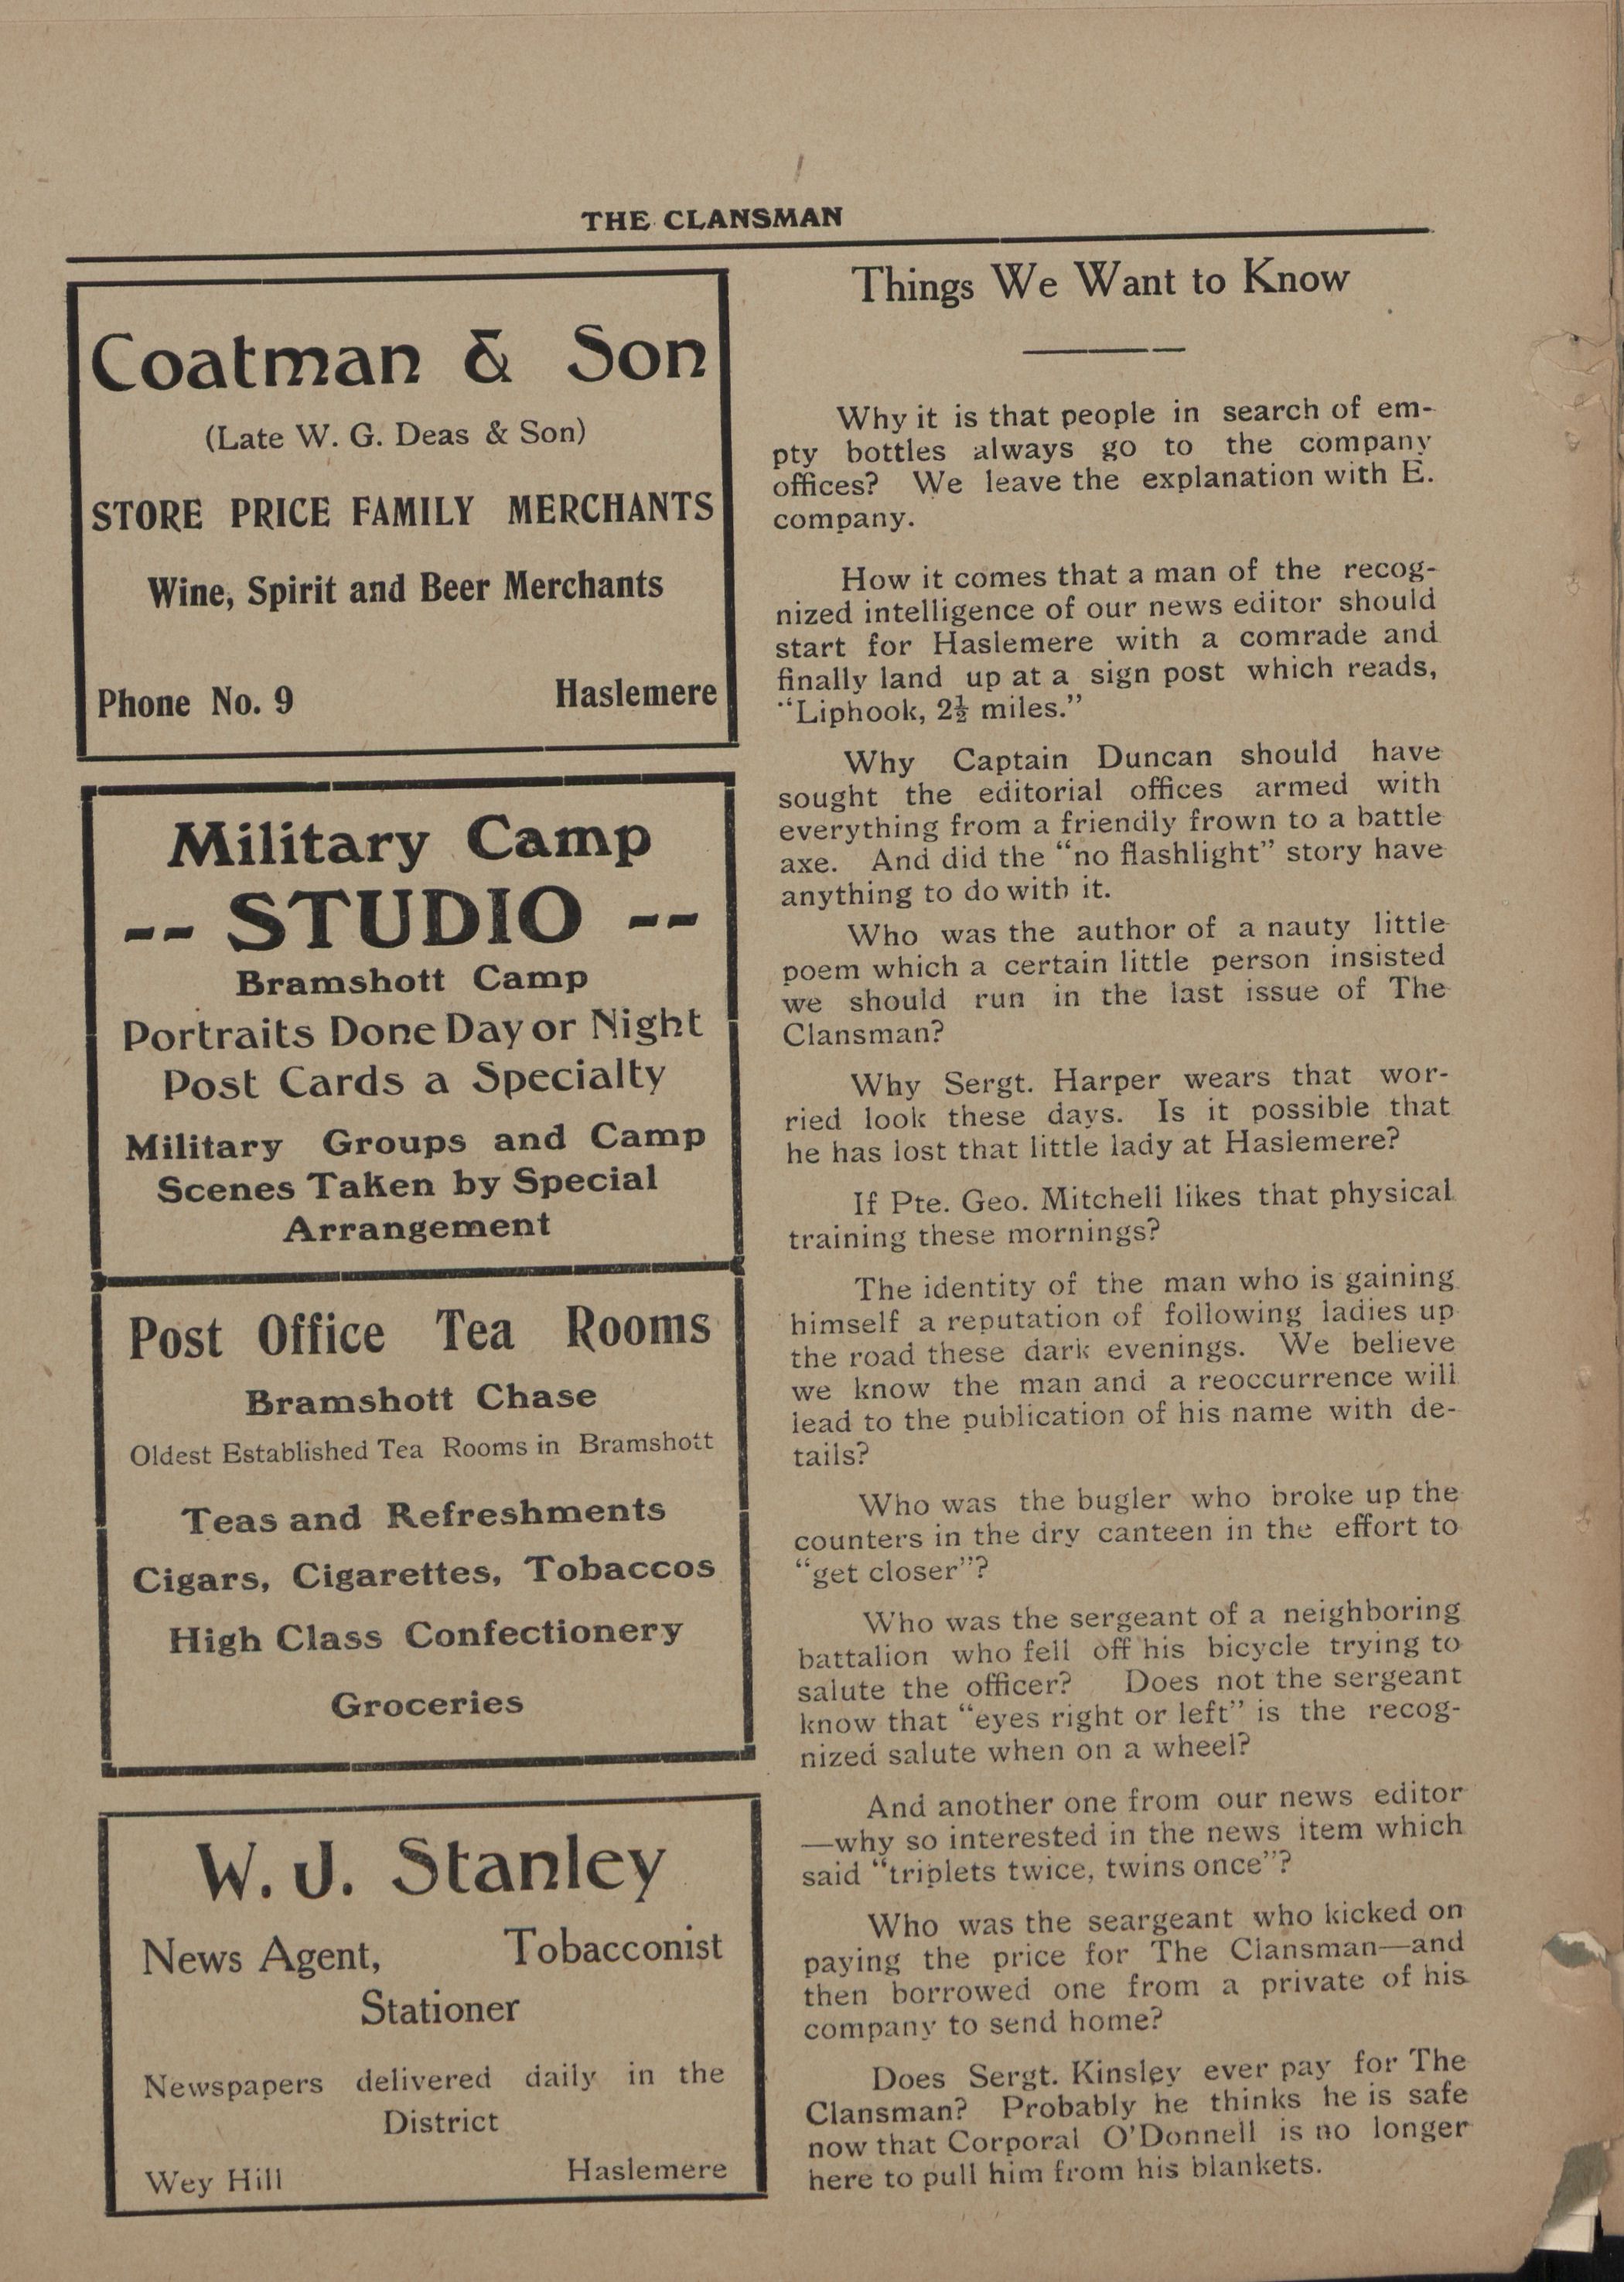 THE CLANSMAN
Coatman & Son
(Late W. G. Deas & Son)
STORE PRICE FAMILY MERCHANTS
Wine, Spirit and Beer Merchants
Phone No. 9 Haslemere
Military Camp
-- STUDIO --
Bramshott Camp
Portraits Done Day or Night
Post Cards a Specialty
Military Groups and Camp
Scenes Taken by Special
Arrangement
Post Office Tea Rooms
Bramshott Chase
Oldest Established Tea Rooms in Bramshott
Teas and Refreshments
Cigars, Cigarettes, Tobaccos
High Class Confectionery
Groceries
W. J. Stanley
News Agent, Tobacconist
Stationer
Newspapers delivered daily in the
District
Wey Hill Haslemere
Things We Want to Know
Why it is that people in search of em-
pty bottles always go to the company
offices? We leave the explanation with E.
company.
How it comes that a man of the recog-
nized intelligence of our news editor should
start for Haslemere with a comrade and
finally land up at a sign post which reads,
“Liphook, 2½ miles.”
Why Captain Duncan should have
sought the editorial offices armed with
everything from a friendly frown to a battle
axe. And did the “no flashlight” story have
anything to do with it.
Who was the author of a nauty little
poem which a certain little person insisted
we should run in the last issue of The
Clansman?
Why Sergt. Harper wears that wor-
ried look these days. Is it possible that
he has lost that little lady at Haslemere?
If Pte. Geo. Mitchell likes that physical
training these mornings?
The identity of the man who is gaining
himself a reputation of following ladies up
the road these dark evenings. We believe
we know the man and a reoccurrence will
lead to the publication of his name with de-
tails?
Who was the bugler who broke up the
counters in the dry canteen in the effort to
“get closer”?
Who was the sergeant of a neighboring
battalion who fell off his bicycle trying to
salute the officer? Does not the sergeant
know that “eyes right or left” is the recog-
nized salute when on a wheel?
And another one from our news editor
—why so interested in the news item which
said “triplets twice, twins once”?
Who was the seargeant who kicked on
paying the price for The Clansman—and
then borrowed one from a private of his
company to send home?
Does Sergt. Kinsley ever pay for The
Clansman? Probably he thinks he is safe
now that Corporal O’Donnell is no longer
here to pull him from his blankets.